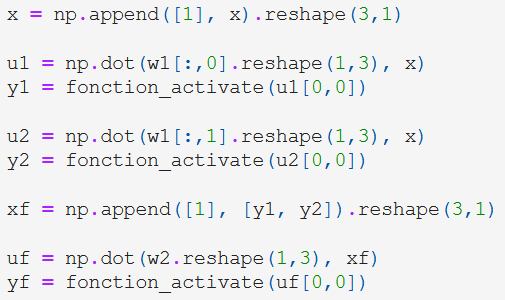 x = np.append([1], x).reshape(3,1)
u1 = np.dot(w1[:,0].reshape(1,3), x)
y1 = fonction_activate(u1[0,0])
u2 = np.dot(w1[:,1].reshape(1,3), x)
y2 = fonction_activate(u2[0,0])
xf = np.append([1], [y1, y2]).reshape(3,1)
uf = np.dot(w2.reshape(1,3), xf)
yf = fonction_activate(uf[0,0])